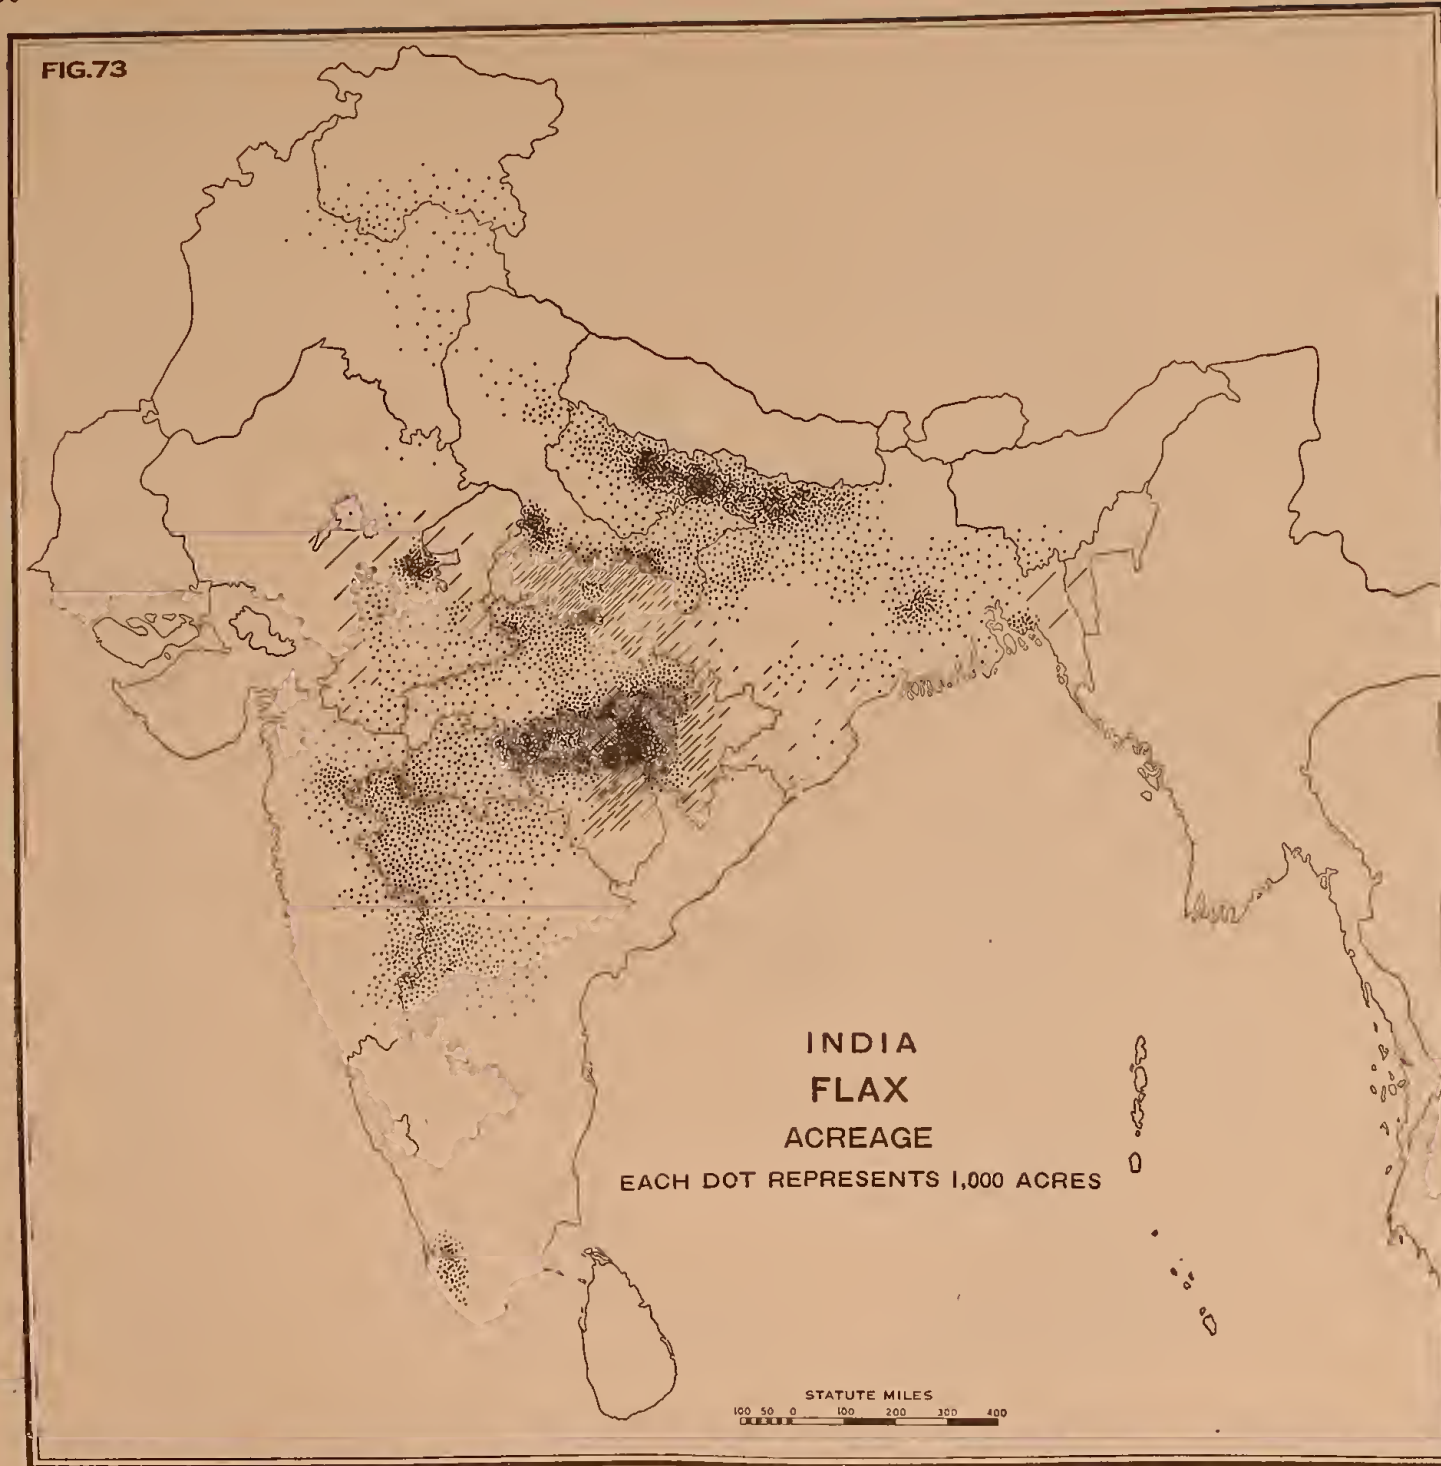 FIG.73
INDIA
FLAX
ACREAGE
EACH DOT REPRESENTS 1,000 ACRES
STATUTE MILES
100 50 0 100 200 300 400